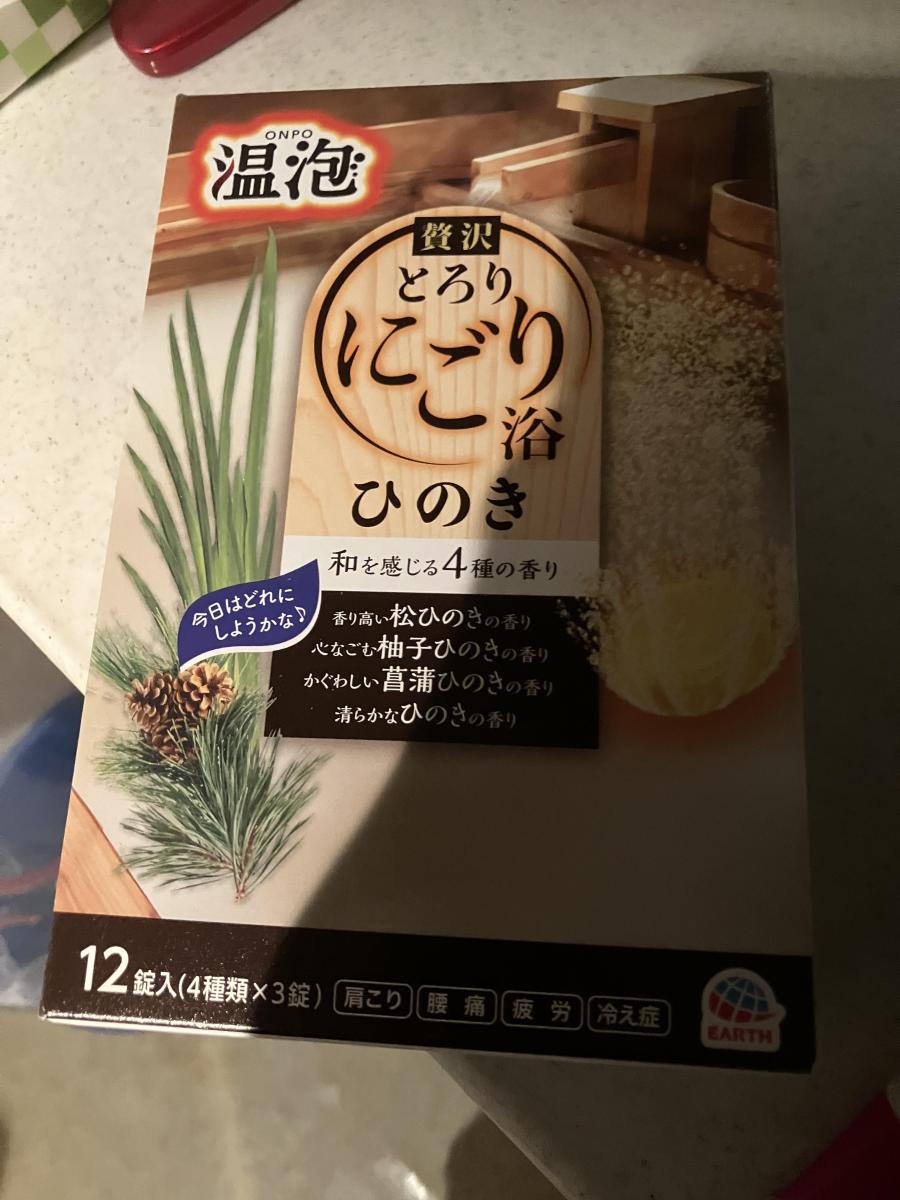 ONPO
温泡
贅沢
とろり
にごり
浴
ひのき
和を感じる4種の香り
今日はどれに
しようかな♪
香り高い松ひのきの香り
心なごむ柚子ひのきの香り
かぐわしい菖蒲ひのきの香り
清らかなひのきの香り
12錠入(4種類×3錠) 肩こり 腰痛 疲労 冷え症
EARTH